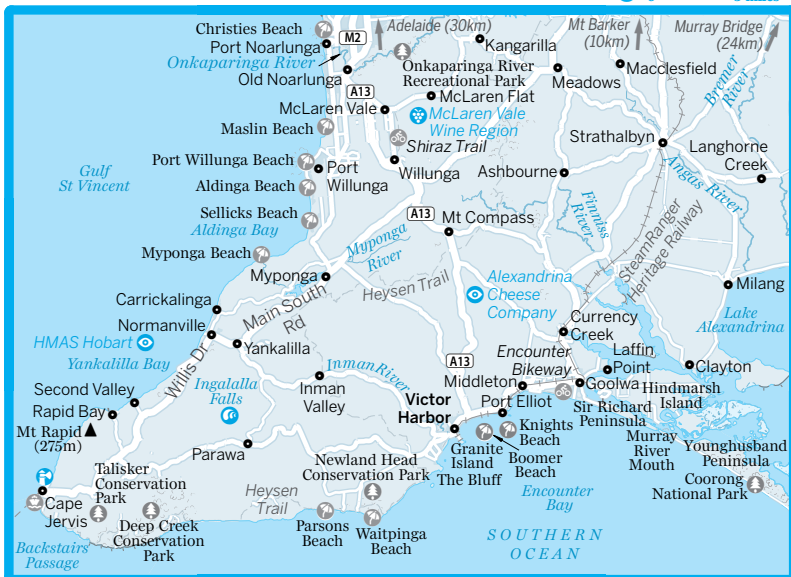 Christies Beach
Port Noarlunga
M2
Adelaide (30km)
Mt Barker
(10km)
Murray Bridge
(24km)
Onkaparinga River
Kangarilla
Old Noarlunga
Onkaparinga River
Recreational Park
Meadows
Macclesfield
Bremer
River
A13
McLaren Vale
McLaren Flat
McLaren Vale
Wine Region
Maslin Beach
Shiraz Trail
Strathalbyn
Langhorne
Creek
Gulf
St Vincent
Port Willunga Beach
Port
Willunga
Willunga
Ashbourne
Angas River
Aldinga Beach
Finniss
River
Sellicks Beach
Aldinga Bay
A13
Mt Compass
SteamRanger
Heritage Railway
Myponga Beach
Myponga
River
Myponga
Heysen Trail
Alexandrina
Cheese
Company
Milang
Carrickalinga
Main South
Rd
Lake
Alexandrina
Normanville
HMAS Hobart
Yankalilla Bay
Willis Dr
Yankalilla
Currency
Creek
A13
Encounter
Bikeway
Laffin
Point
Clayton
Inman River
Second Valley
Ingalalla
Falls
Inman
Valley
Middleton
Goolwa
Hindmarsh
Island
Rapid Bay
Victor
Harbor
Port Elliot
Sir Richard
Peninsula
Mt Rapid
(275m)
Knights
Beach
Murray
River
Mouth
Parawa
Granite
Island
The Bluff
Boomer
Beach
Younghusband
Peninsula
Talisker
Conservation
Park
Newland Head
Conservation Park
Coorong
National Park
Cape
Jervis
Heysen
Trail
Encounter
Bay
Deep Creek
Conservation
Park
Parsons
Beach
Waitpinga
Beach
Backstairs
Passage
SOUTHERN
OCEAN